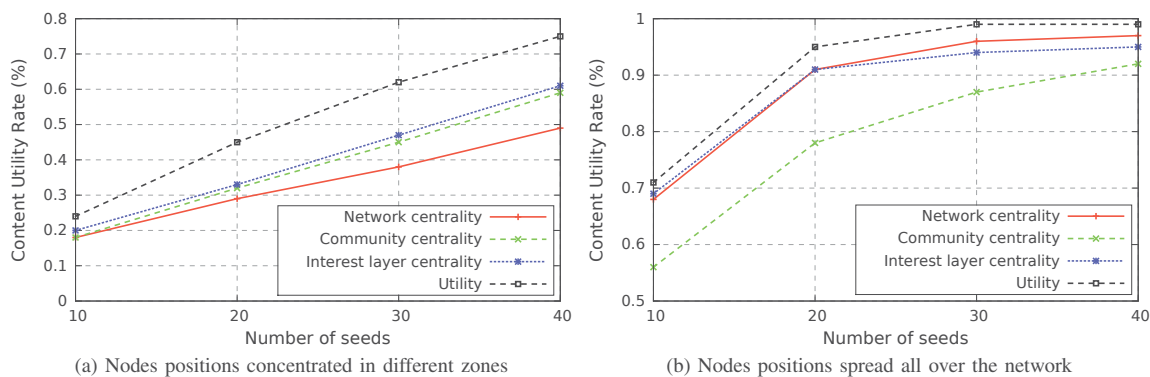 Content Utility Rate (%)
0.8
0.7
0.6
0.5
0.4
0.3
0.2
0.1
0
10
20
30
40
Number of seeds
Network centrality
Community centrality
Interest layer centrality
Utility
(a) Nodes positions concentrated in different zones
Content Utility Rate (%)
1
0.9
0.8
0.7
0.6
0.5
10
20
30
40
Number of seeds
Network centrality
Community centrality
Interest layer centrality
Utility
(b) Nodes positions spread all over the network